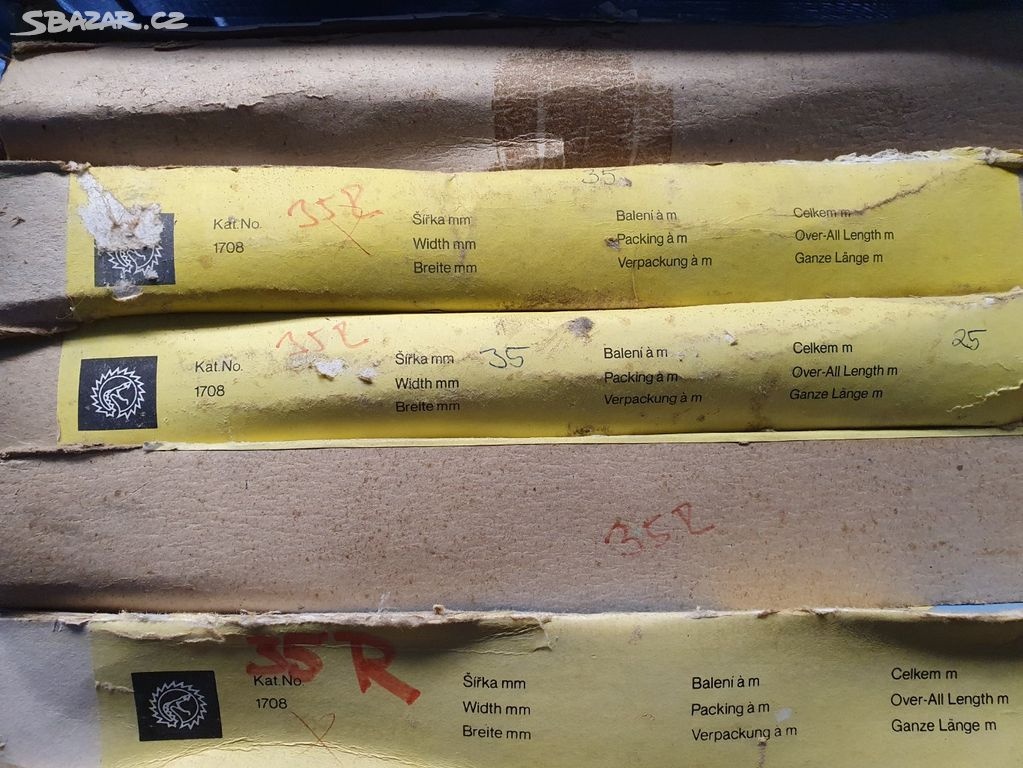 SBAZAR.CZ
35
Kat.No. 35R Šířka mm Balení à m Celkem m
1708 Width mm Packing à m Over-All Length m
Breite mm Verpackung à m Ganze Länge m
Kat.No. 35R Šířka mm 35 Balení à m Celkem m 25
1708 Width mm Packing à m Over-All Length m
Breite mm Verpackung à m Ganze Länge m
35R
35R
Kat.No. Šířka mm Balení à m Celkem m
1708 Width mm Packing à m Over-All Length m
Breite mm Verpackung à m Ganze Länge m